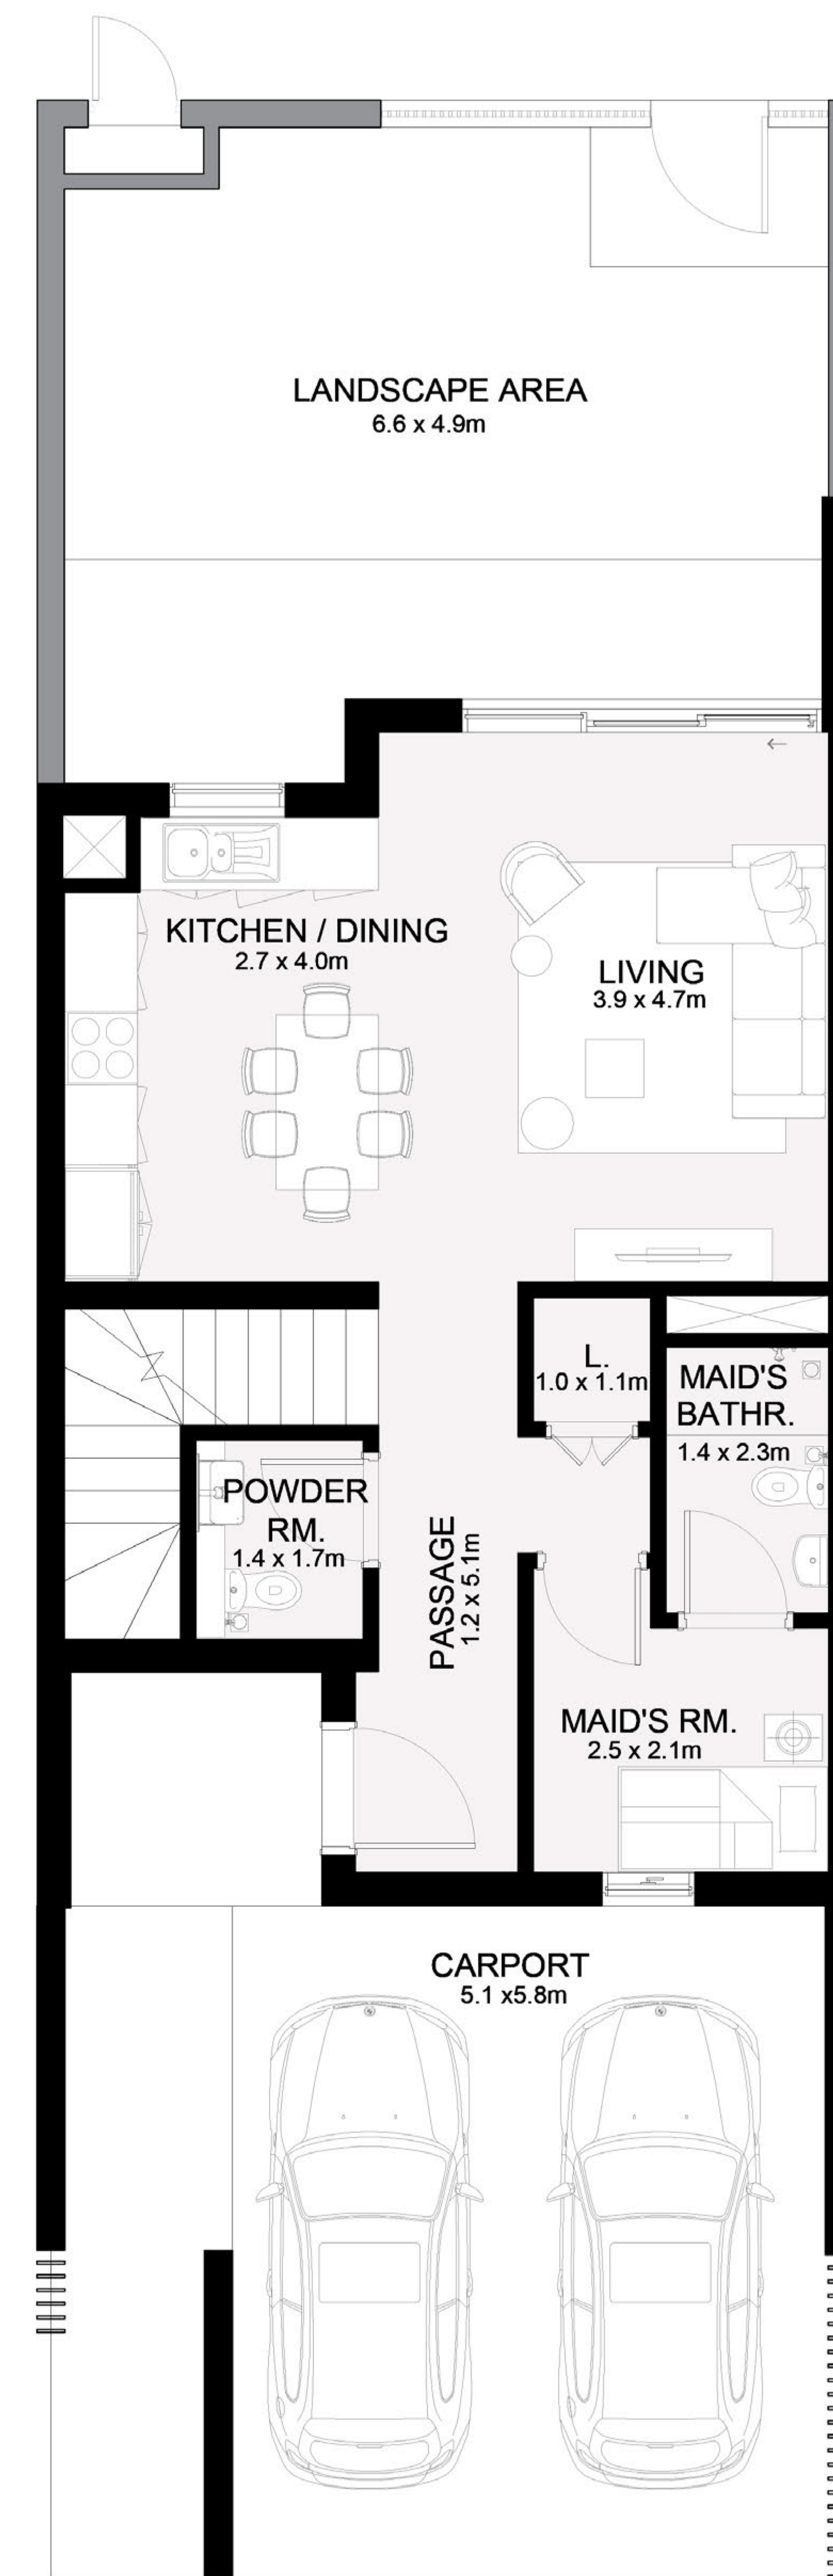 LANDSCAPE AREA
6.6 x 4.9m
KITCHEN / DINING
2.7 x 4.0m
LIVING
3.9 x 4.7m
L.
1.0 x 1.1m
MAID'S
BATHR.
1.4 x 2.3m
POWDER
RM.
1.4 x 1.7m
PASSAGE
1.2 x 5.1m
MAID'S RM.
2.5 x 2.1m
CARPORT
5.1 x5.8m